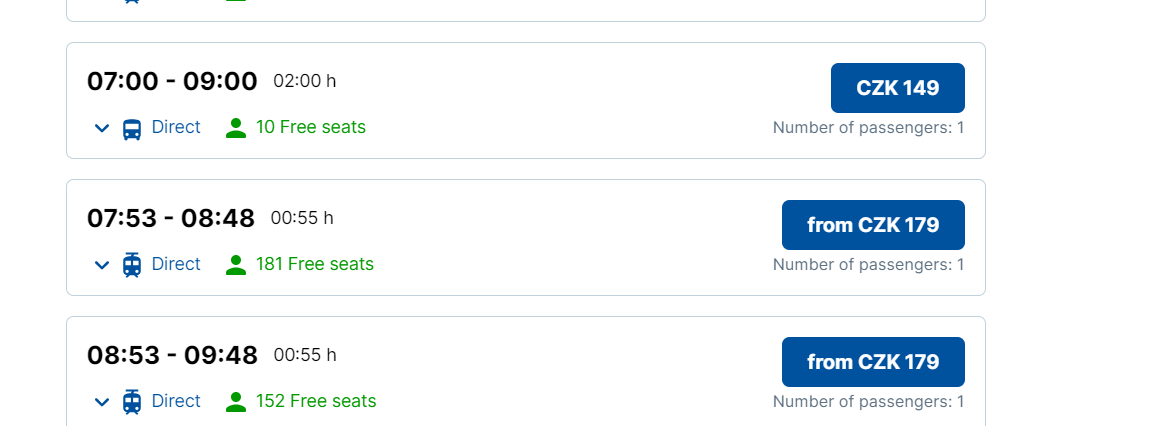 07:00 - 09:00 02:00 h CZK 149
Direct 10 Free seats Number of passengers: 1
07:53 - 08:48 00:55 h from CZK 179
Direct 181 Free seats Number of passengers: 1
08:53 - 09:48 00:55 h from CZK 179
Direct 152 Free seats Number of passengers: 1